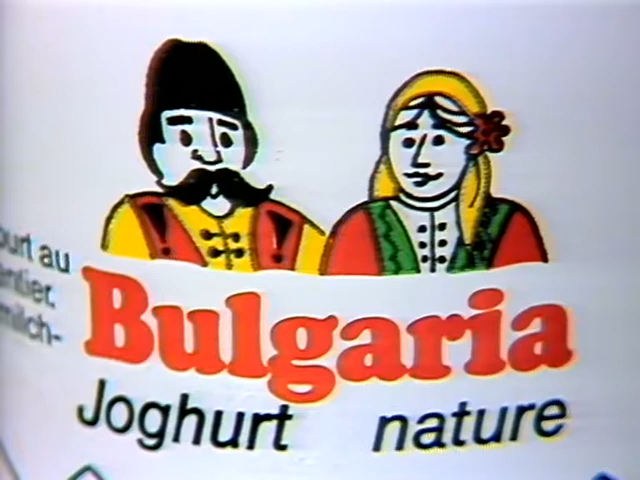 ourt au
entier.
milch-
Bulgaria
Joghurt nature